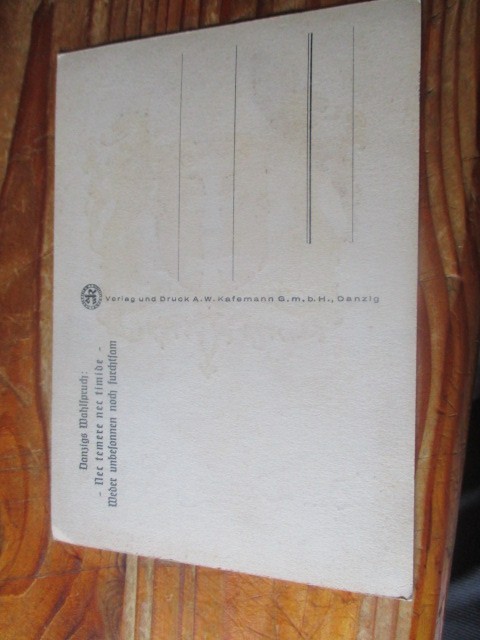 Danzigs Wahlspruch:
- Nec temere nec timide -
Weder unbesonnen noch furchtsam
Verlag und Druck A. W. Kafemann G. m. b. H., Danzig